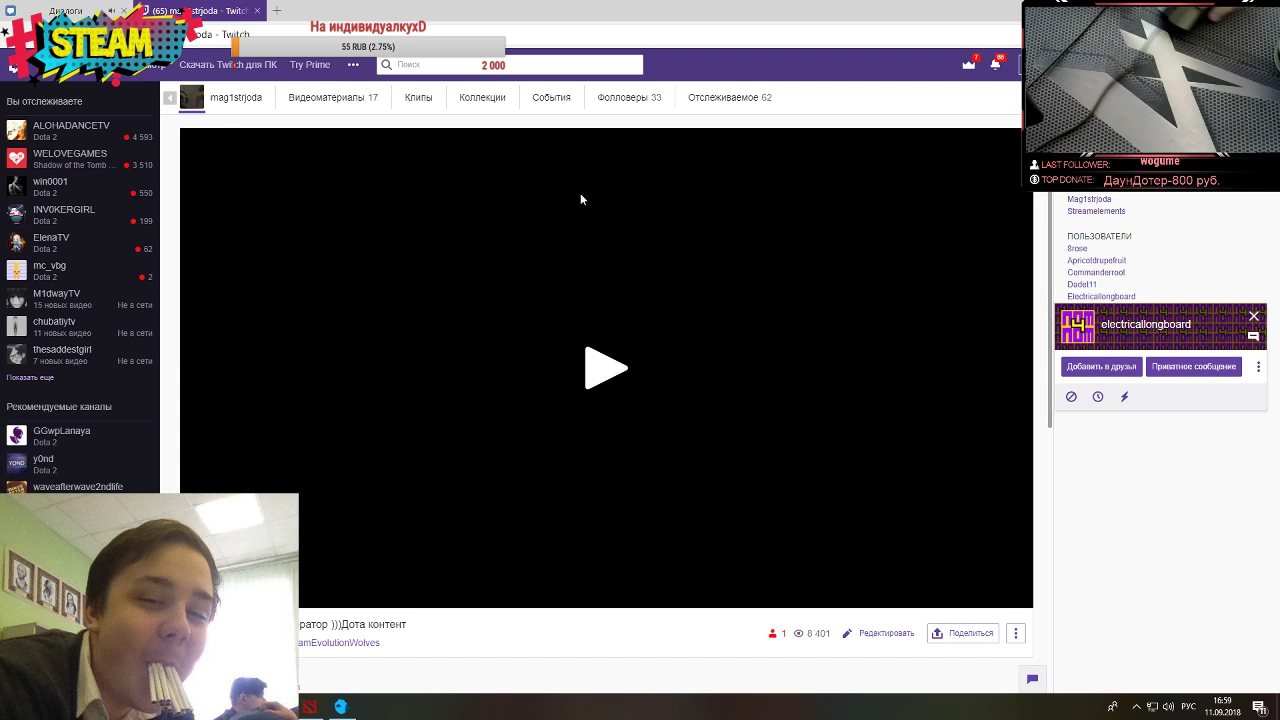 Дуалисты -
- Twitch
#STEAM
На индивидуалкухD
55 RUB (2.75%)
2 000
Скачать Twitch для ПК
Try Prime
Поиск
7
88
Вы отслеживаете
mag1strjoda
Видеоматериалы 17
Клипы
Коллекции
События
Фолловеры 33
Отслеживаемое 62
ALOHADANCETV
Dota 2
4 593
WELOVEGAMES
Shadow of the Tomb ...
3 510
win0001
Dota 2
550
INV0KERGIRL
Dota 2
199
ElenaTV
Dota 2
62
mc_vbg
Dota 2
2
M1dwayTV
15 новых видео
Не в сети
chubatiytv
11 новых видео
Не в сети
thesaddestgirl
7 новых видео
Не в сети
Показать еще
Рекомендуемые каналы
GGwpLanaya
Dota 2
y0nd
YOND
Dota 2
waveafterwave2ndlife
LAST FOLLOWER:
wogume
TOP DONATE:
ДаунДотер-800 руб.
Mag1strjoda
Streamelements
ПОЛЬЗОВАТЕЛИ
8rose
Apricotdrupefruit
Commanderroot
Dadet11
Electricallongboard
electricallongboard
Добавить в друзья
Приватное сообщение
ратор )))Дота контент
amEvolutionWolves
1
8 401
Редактировать
Поделиться
РУС
16:59
11.09.2018